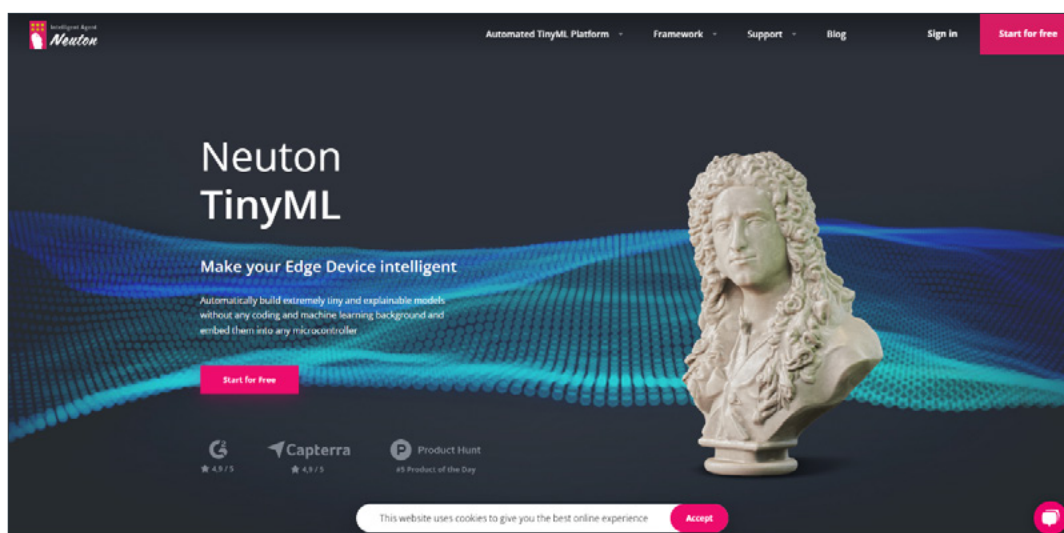 Intelligent Agent
Neuton
Automated TinyML Platform
Framework
Support
Blog
Sign in
Start for free
Neuton
TinyML
Make your Edge Device intelligent
Automatically build extremely tiny and explainable models
without any coding and machine learning background and
embed them into any microcontroller
Start for Free
G2
Capterra
P Product Hunt
4,9 / 5
4,9 / 5
#5 Product of the Day
This website uses cookies to give you the best online experience
Accept